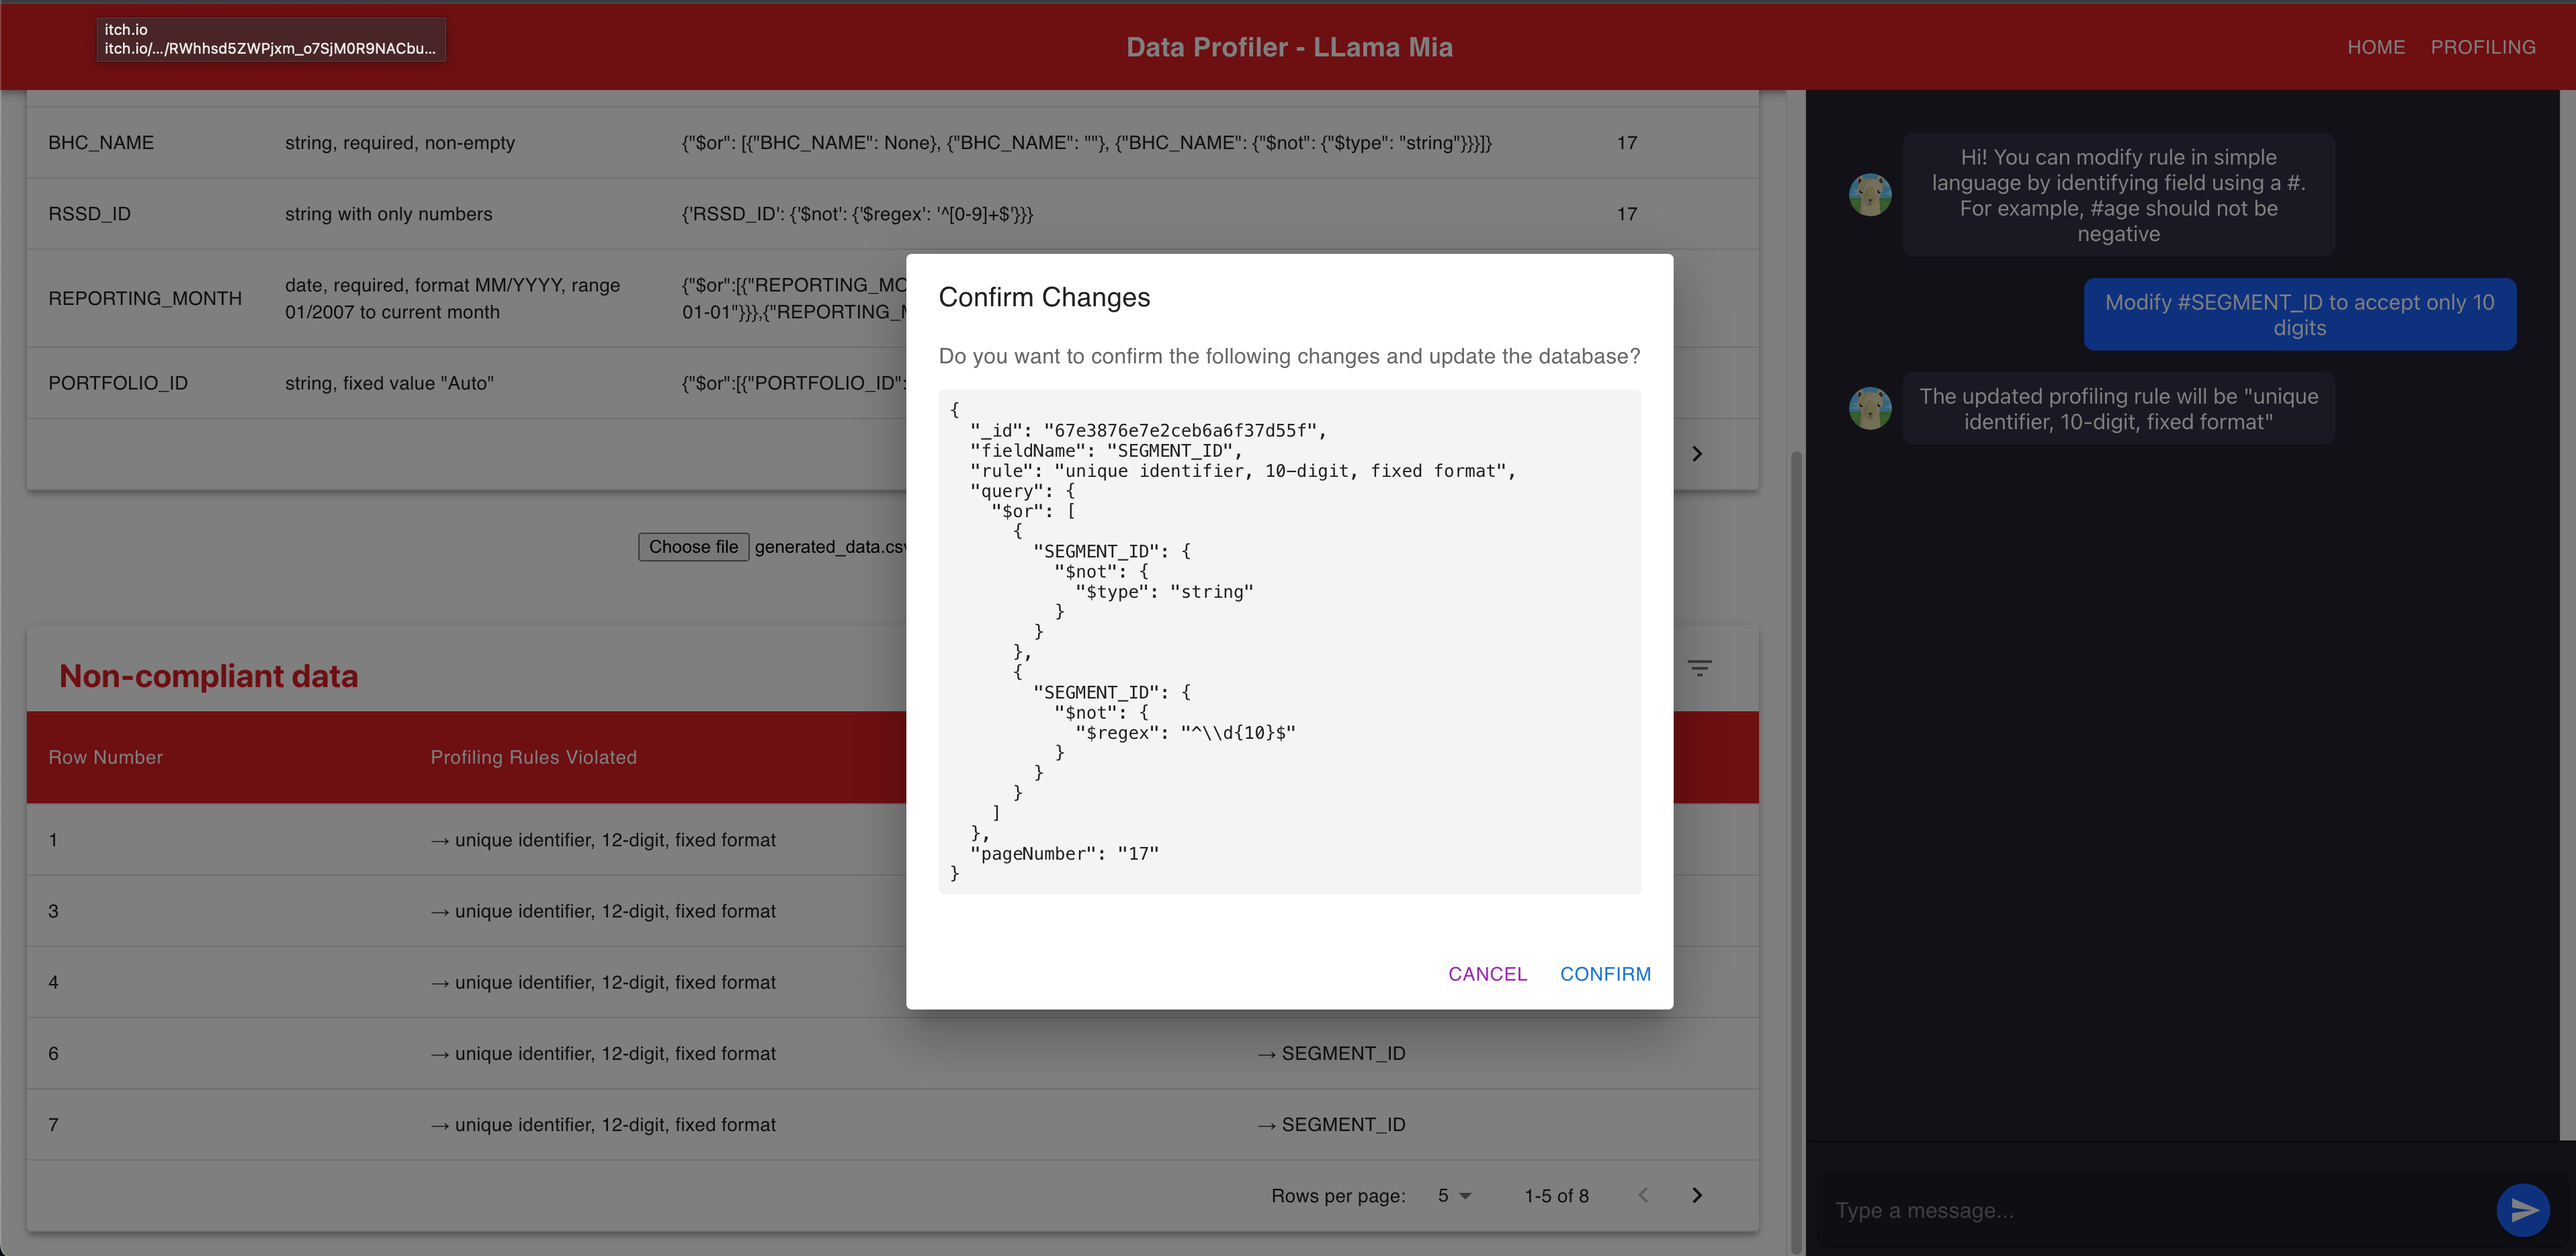 itch.io
itch.io/.../RWhhsd5ZWPjxm_o7SjM0R9NACbu...
Data Profiler - LLama Mia
HOME PROFILING
BHC_NAME string, required, non-empty {"$or": [{"BHC_NAME": None}, {"BHC_NAME": ""}, {"BHC_NAME": {"$not": {"$type": "string"}}}]} 17
RSSD_ID string with only numbers {'RSSD_ID': {'$not': {'$regex': '^[0-9]+$'}}} 17
REPORTING_MONTH
date, required, format MM/YYYY, range
01/2007 to current month
{"$or":[{"REPORTING_MO
01-01"}}},{"REPORTING_M
PORTFOLIO_ID string, fixed value "Auto" {"$or":[{"PORTFOLIO_ID":
Choose file generated_data.csv
Non-compliant data
Row Number Profiling Rules Violated
1 → unique identifier, 12-digit, fixed format
3 → unique identifier, 12-digit, fixed format
4 → unique identifier, 12-digit, fixed format
6 → unique identifier, 12-digit, fixed format → SEGMENT_ID
7 → unique identifier, 12-digit, fixed format → SEGMENT_ID
Rows per page: 5 1-5 of 8
Confirm Changes
Do you want to confirm the following changes and update the database?
{
"_id": "67e3876e7e2ceb6a6f37d55f",
"fieldName": "SEGMENT_ID",
"rule": "unique identifier, 10-digit, fixed format",
"query": {
"$or": [
{
"SEGMENT_ID": {
"$not": {
"$type": "string"
}
}
},
{
"SEGMENT_ID": {
"$not": {
"$regex": "^\\d{10}$"
}
}
}
]
},
"pageNumber": "17"
}
CANCEL CONFIRM
Hi! You can modify rule in simple
language by identifying field using a #.
For example, #age should not be
negative
Modify #SEGMENT_ID to accept only 10
digits
The updated profiling rule will be "unique
identifier, 10-digit, fixed format"
Type a message...